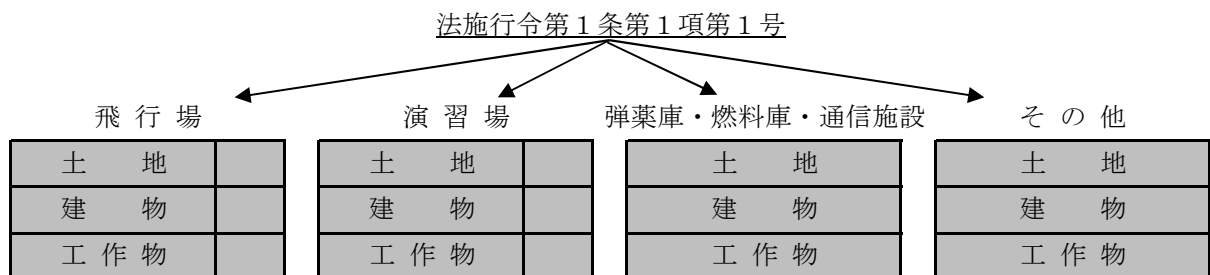 法施行令第１条第１項第１号
飛 行 場　演 習 場　弾薬庫・燃料庫・通信施設　そ の 他
土　地　土　地　土　地　土　地
建　物　建　物　建　物　建　物
工 作 物　工 作 物　工 作 物　工 作 物